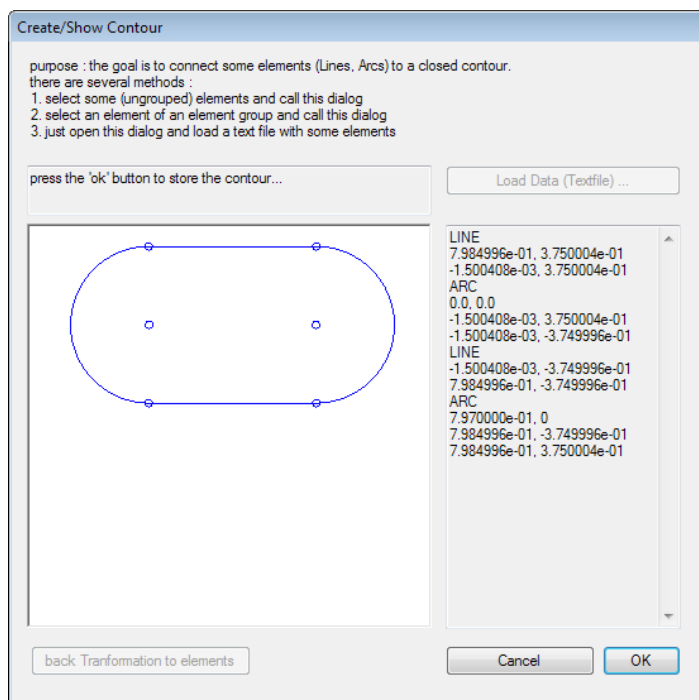 Create/Show Contour
purpose : the goal is to connect some elements (Lines, Arcs) to a closed contour.
there are several methods :
1. select some (ungrouped) elements and call this dialog
2. select an element of an element group and call this dialog
3. just open this dialog and load a text file with some elements
press the 'ok' button to store the contour...
Load Data (Textfile) ...
LINE
7.984996e-01, 3.750004e-01
-1.500408e-03, 3.750004e-01
ARC
0.0, 0.0
-1.500408e-03, 3.750004e-01
-1.500408e-03, -3.749996e-01
LINE
-1.500408e-03, -3.749996e-01
7.984996e-01, -3.749996e-01
ARC
7.970000e-01, 0
7.984996e-01, -3.749996e-01
7.984996e-01, 3.750004e-01
back Tranformation to elements
Cancel
OK